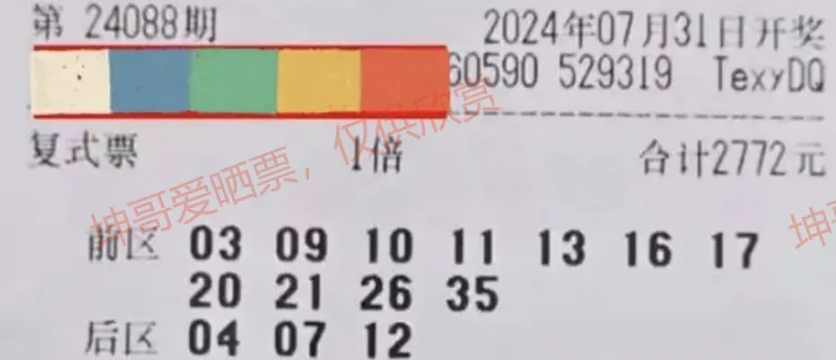 第 24088期 2024年07月31日开奖
60590 529319 TexyDQ
复式票 1倍 合计2772元
坤哥爱晒票，仅供欣赏
前区 03 09 10 11 13 16 17
20 21 26 35
后区 04 07 12
坤